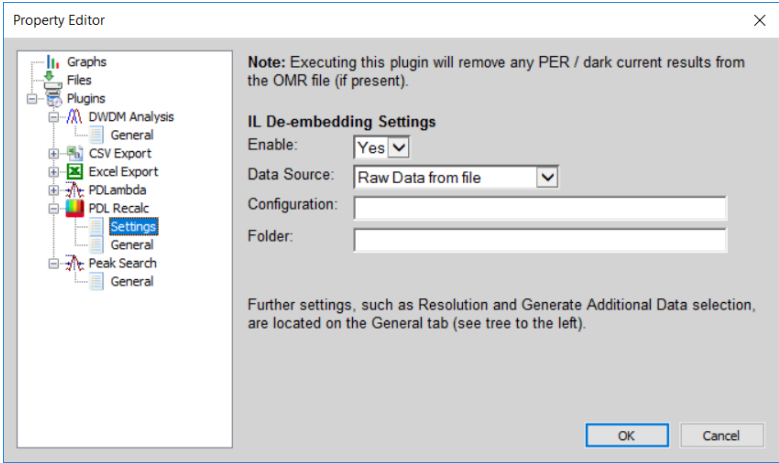 Property Editor
Graphs
Files
Plugins
DWDM Analysis
General
CSV Export
Excel Export
PDLambda
PDL Recalc
Settings
General
Peak Search
General
Note: Executing this plugin will remove any PER / dark current results from
the OMR file (if present).
IL De-embedding Settings
Enable: Yes
Data Source: Raw Data from file
Configuration:
Folder:
Further settings, such as Resolution and Generate Additional Data selection,
are located on the General tab (see tree to the left).
OK Cancel